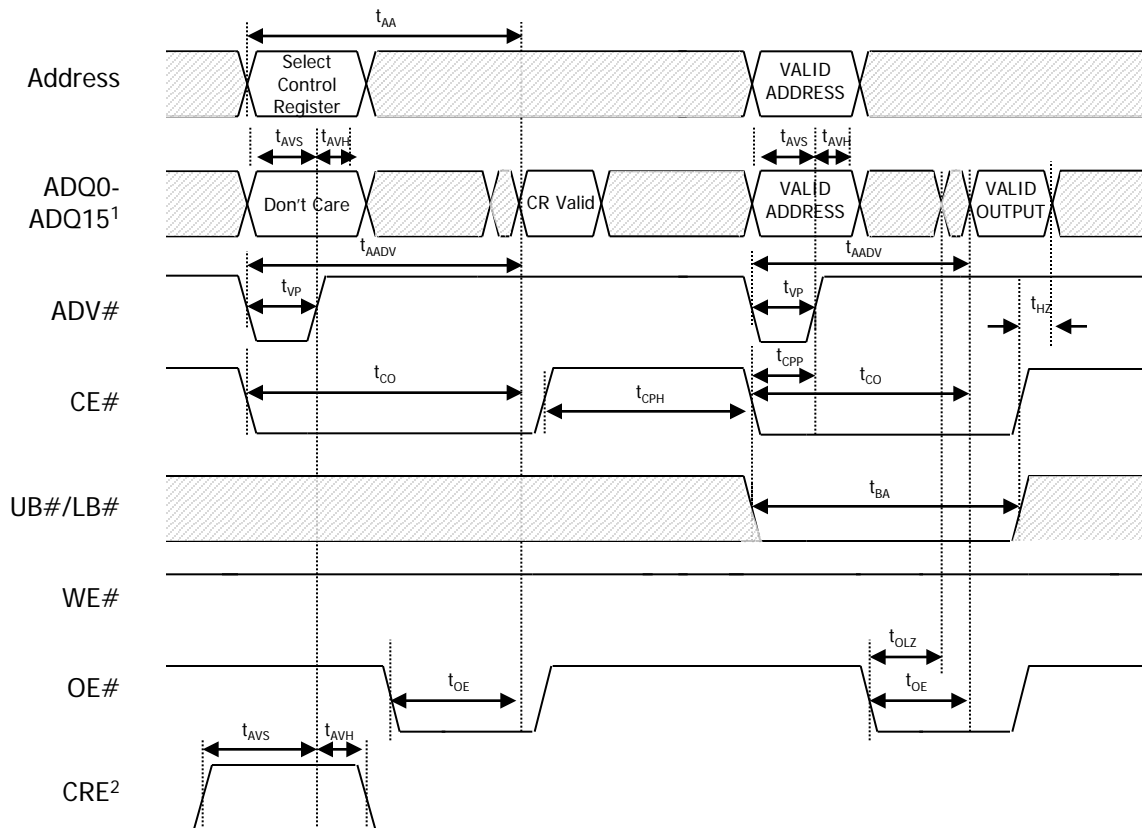 tAA
Address
Select
Control
Register
VALID
ADDRESS
tAVS tAVH
tAVS tAVH
ADQ0-
ADQ15¹
Don't Care
CR Valid
VALID
ADDRESS
VALID
OUTPUT
tAADV
tAADV
ADV#
tVP
tVP
tHZ
CE#
tCO
tCPH
tCPP
tCO
UB#/LB#
tBA
WE#
OE#
tOE
tOLZ
tOE
tAVS tAVH
CRE²